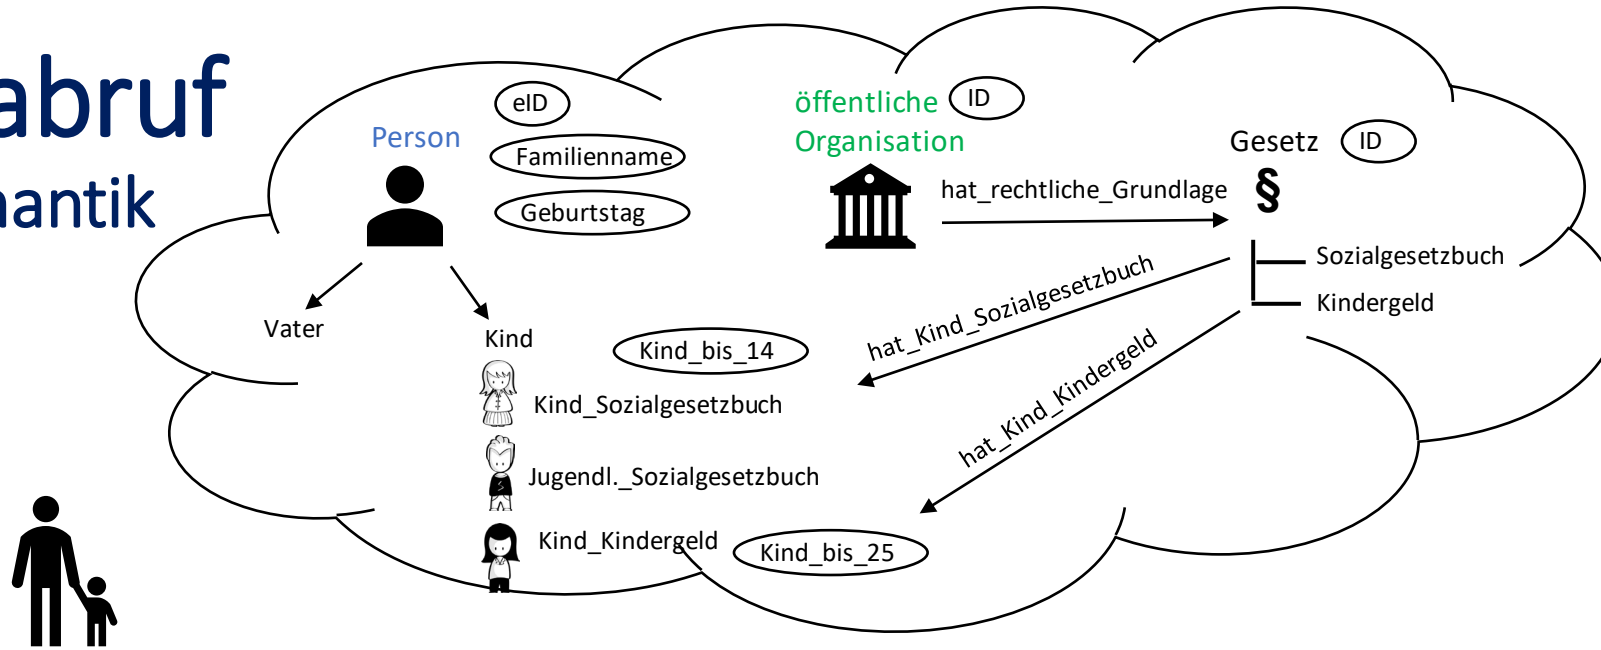 abruf
mantik
Person
eID
Familienname
Geburtstag
öffentliche
Organisation
ID
Gesetz
ID
hat_rechtliche_Grundlage
§
Sozialgesetzbuch
Kindergeld
hat_Kind_Sozialgesetzbuch
hat_Kind_Kindergeld
Vater
Kind
Kind_bis_14
Kind_Sozialgesetzbuch
Jugendl._Sozialgesetzbuch
Kind_Kindergeld
Kind_bis_25